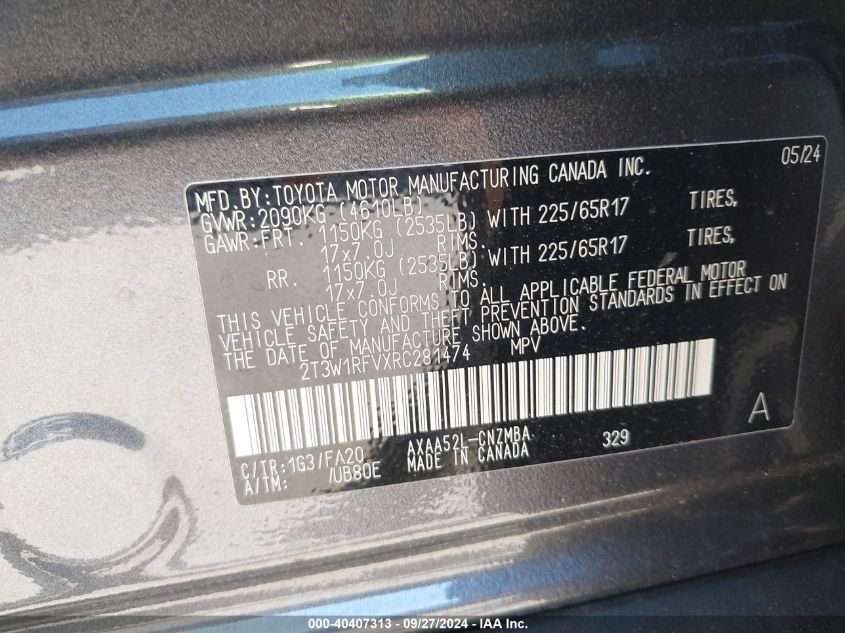 05/24
MFD.BY:TOYOTA MOTOR MANUFACTURING CANADA INC.
GVWR:2090KG (4610LB)
GAWR:FRT. 1150KG (2535LB) WITH 225/65R17 TIRES,
17x7.0J RIMS.
RR. 1150KG (2535LB) WITH 225/65R17 TIRES,
17x7.0J RIMS.
THIS VEHICLE CONFORMS TO ALL APPLICABLE FEDERAL MOTOR
VEHICLE SAFETY AND THEFT PREVENTION STANDARDS IN EFFECT ON
THE DATE OF MANUFACTURE SHOWN ABOVE.
2T3W1RFVXRC281474 MPV
A
C/TR:1G3/FA20 AXAA52L-CNZMBA 329
A/TM: /UB80E MADE IN CANADA
000-40407313 - 09/27/2024 - IAA Inc.